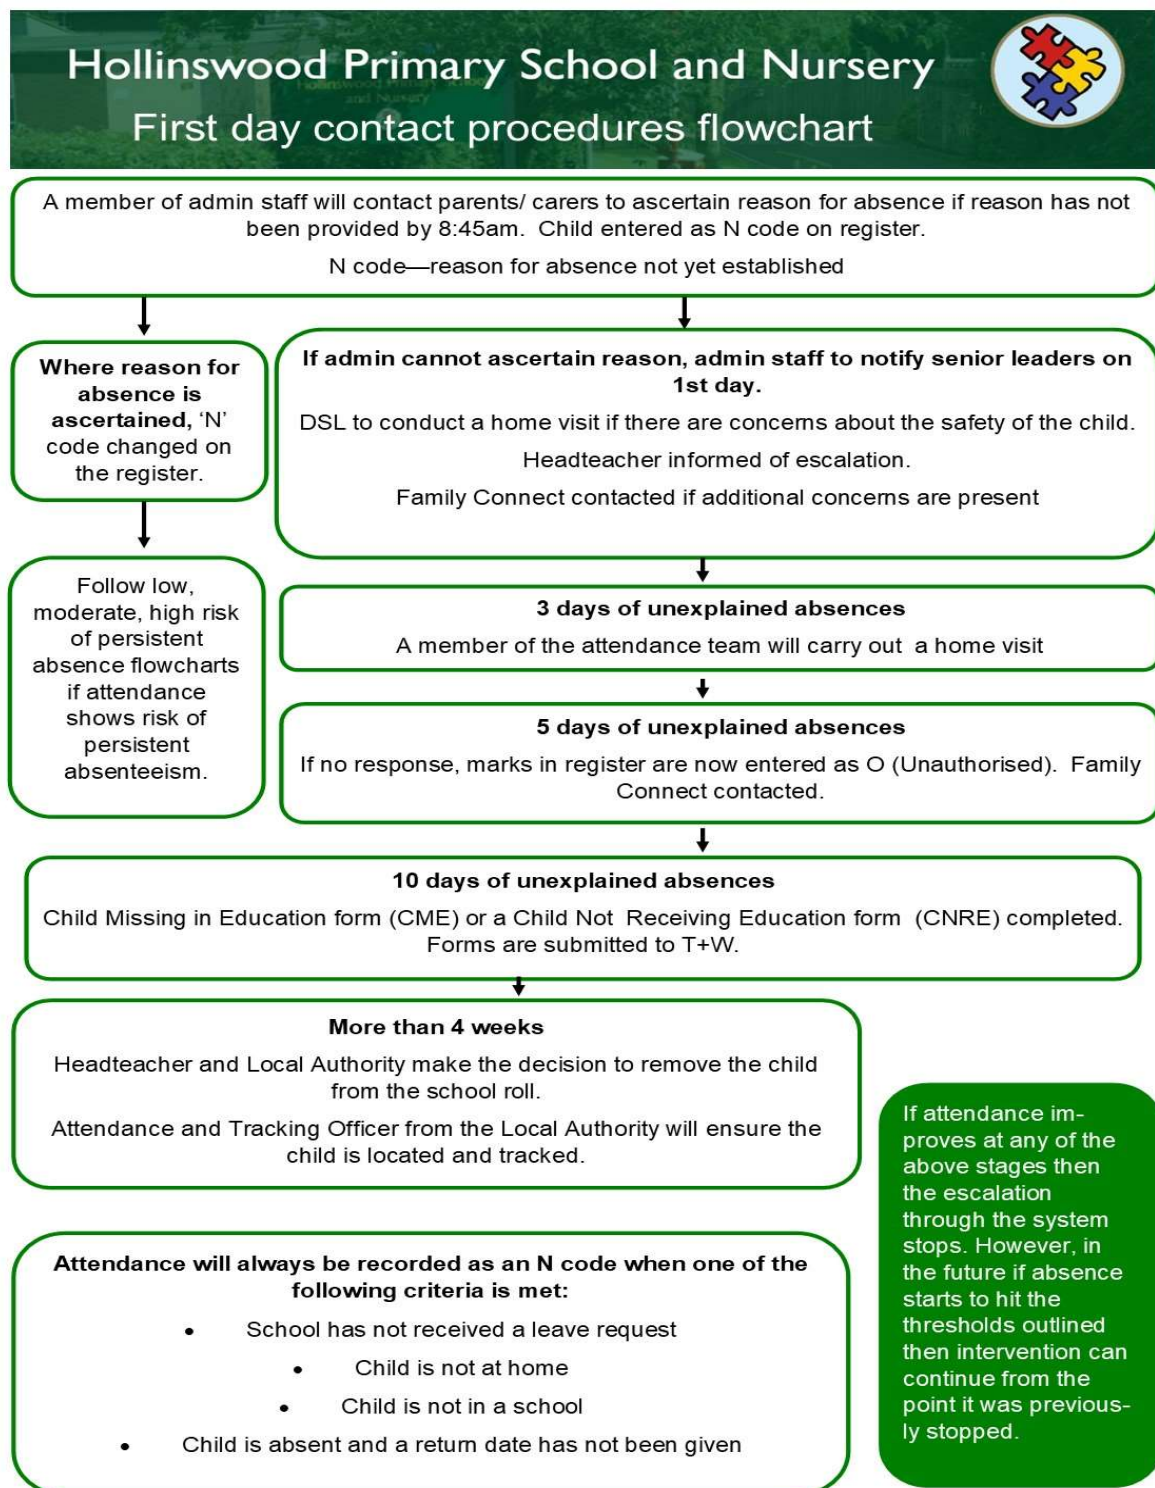 Hollinswood Primary School and Nursery
First day contact procedures flowchart
A member of admin staff will contact parents/ carers to ascertain reason for absence if reason has not
been provided by 8:45am.  Child entered as N code on register.
N code—reason for absence not yet established
Where reason for
absence is
ascertained, ‘N’
code changed on
the register.
If admin cannot ascertain reason, admin staff to notify senior leaders on
1st day.
DSL to conduct a home visit if there are concerns about the safety of the child.
Headteacher informed of escalation.
Family Connect contacted if additional concerns are present
Follow low,
moderate, high risk
of persistent
absence flowcharts
if attendance
shows risk of
persistent
absenteeism.
3 days of unexplained absences
A member of the attendance team will carry out  a home visit
5 days of unexplained absences
If no response, marks in register are now entered as O (Unauthorised).  Family
Connect contacted.
10 days of unexplained absences
Child Missing in Education form (CME) or a Child Not  Receiving Education form  (CNRE) completed.
Forms are submitted to T+W.
More than 4 weeks
Headteacher and Local Authority make the decision to remove the child
from the school roll.
Attendance and Tracking Officer from the Local Authority will ensure the
child is located and tracked.
If attendance im-
proves at any of the
above stages then
the escalation
through the system
stops. However, in
the future if absence
starts to hit the
thresholds outlined
then intervention can
continue from the
point it was previous-
ly stopped.
Attendance will always be recorded as an N code when one of the
following criteria is met:
• School has not received a leave request
• Child is not at home
• Child is not in a school
• Child is absent and a return date has not been given